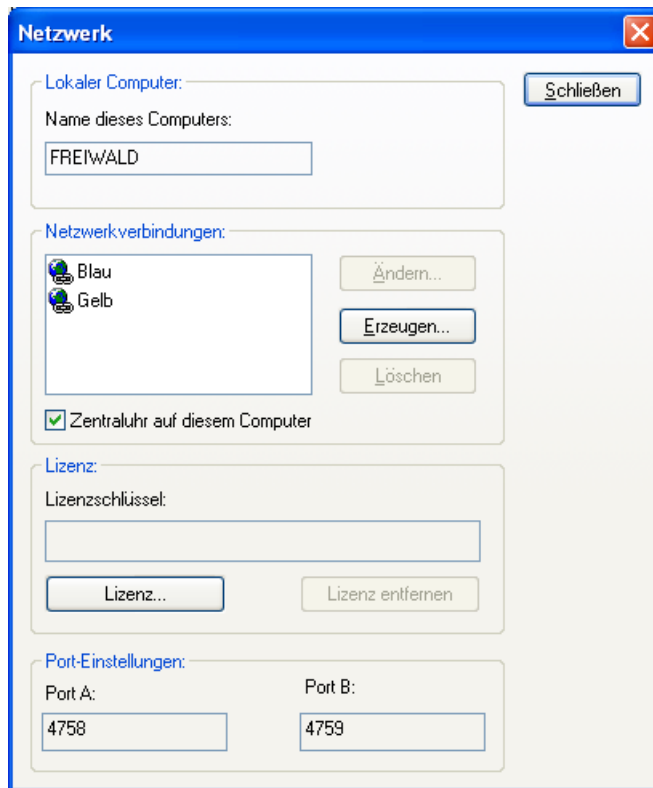 Netzwerk
Lokaler Computer:
Schließen
Name dieses Computers:
FREIWALD
Netzwerkverbindungen:
Blau
Gelb
Ändern...
Erzeugen...
Löschen
Zentraluhr auf diesem Computer
Lizenz:
Lizenzschlüssel:
Lizenz...
Lizenz entfernen
Port-Einstellungen:
Port A:
Port B:
4758
4759